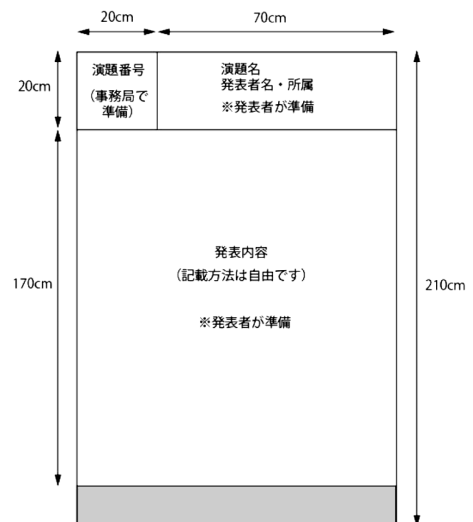 20cm
70cm
20cm
演題番号
(事務局で
準備)
演題名
発表者名・所属
※発表者が準備
170cm
発表内容
(記載方法は自由です)
※発表者が準備
210cm